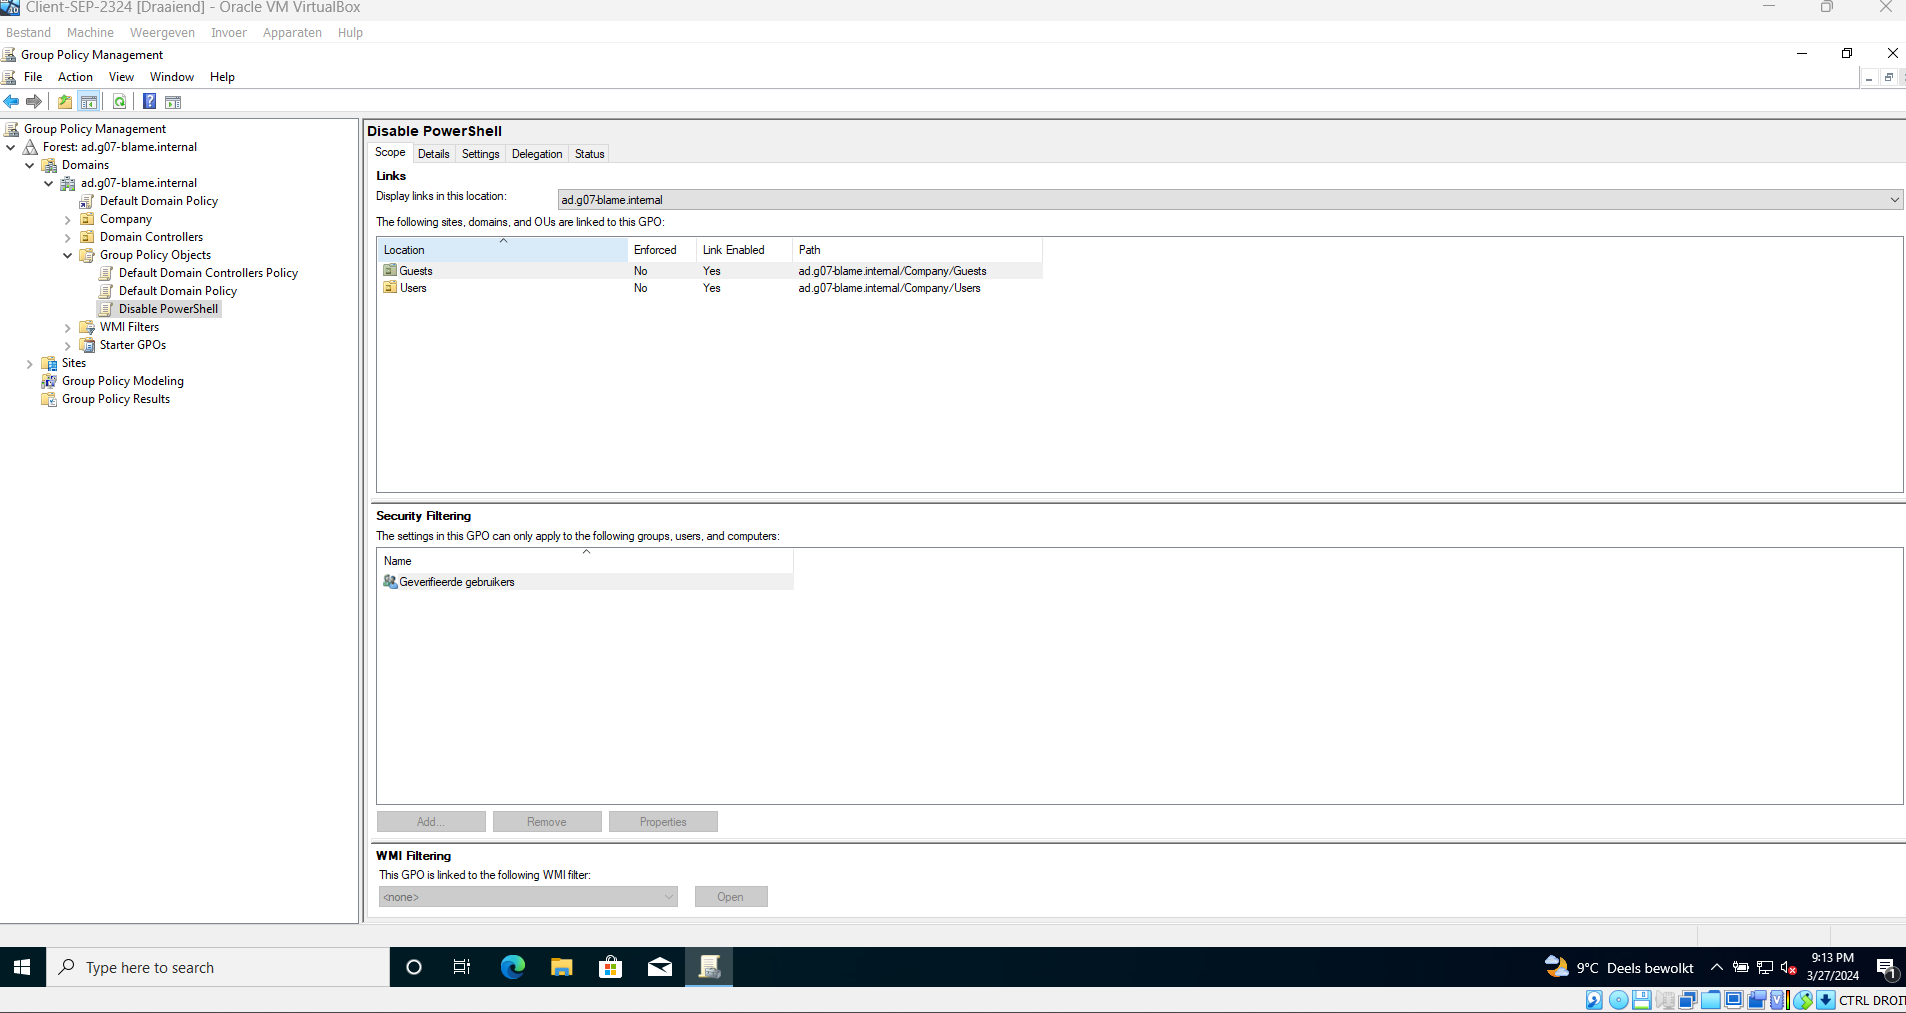 Client-SEP-2324 [Draaiend] - Oracle VM VirtualBox
Bestand Machine Weergeven Invoer Apparaten Hulp
Group Policy Management
File Action View Window Help
Group Policy Management
Forest: ad.g07-blame.internal
Domains
ad.g07-blame.internal
Default Domain Policy
Company
Domain Controllers
Group Policy Objects
Default Domain Controllers Policy
Default Domain Policy
Disable PowerShell
WMI Filters
Starter GPOs
Sites
Group Policy Modeling
Group Policy Results
Disable PowerShell
Scope Details Settings Delegation Status
Links
Display links in this location: ad.g07-blame.internal
The following sites, domains, and OUs are linked to this GPO:
Location Enforced Link Enabled Path
Guests No Yes ad.g07-blame.internal/Company/Guests
Users No Yes ad.g07-blame.internal/Company/Users
Security Filtering
The settings in this GPO can only apply to the following groups, users, and computers:
Name
Geverifieerde gebruikers
Add... Remove Properties
WMI Filtering
This GPO is linked to the following WMI filter:
<none> Open
Type here to search
9°C Deels bewolkt
9:13 PM
3/27/2024
1
CTRL DROIT